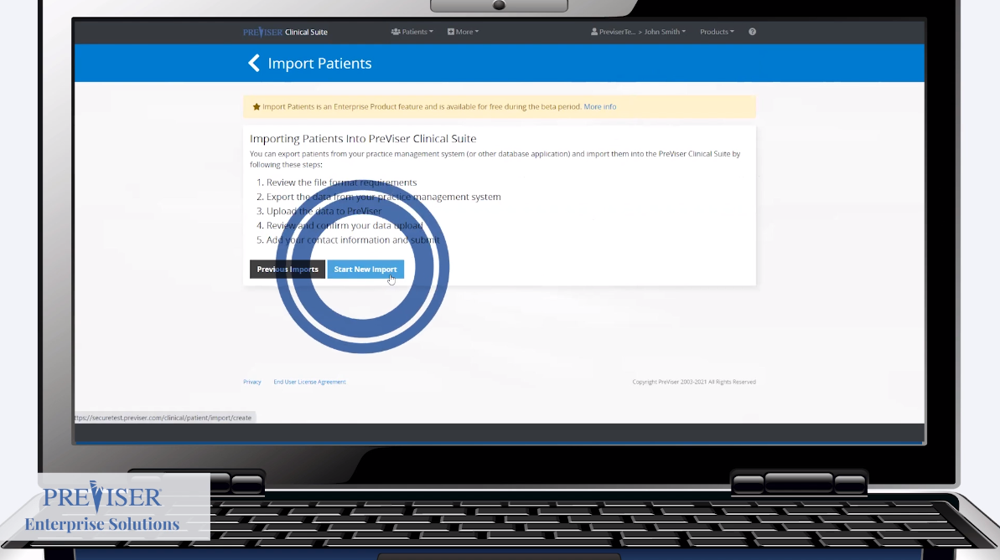 PREVISER Clinical Suite
Patients
More
PreviserTe... > John Smith
Products
Import Patients
Import Patients is an Enterprise Product feature and is available for free during the beta period. More info
Importing Patients Into PreViser Clinical Suite
You can export patients from your practice management system (or other database application) and import them into the PreViser Clinical Suite by
following these steps:
1. Review the file format requirements
2. Export the data from your practice management system
3. Upload the data to PreViser
4. Review and confirm your data upload
5. Add your contact information and submit
Previous Imports
Start New Import
Privacy
End User License Agreement
Copyright PreViser 2003-2021 All Rights Reserved
ttps://securetest.previser.com/clinical/patient/import/create
PREVISER
Enterprise Solutions